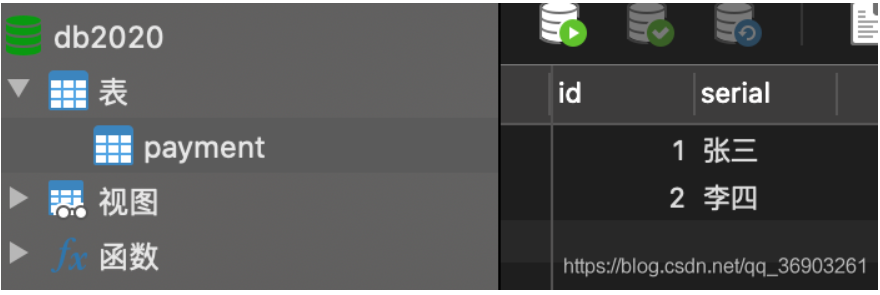 db2020
表
payment
视图
fx 函数
id serial
1 张三
2 李四
https://blog.csdn.net/qq_36903261